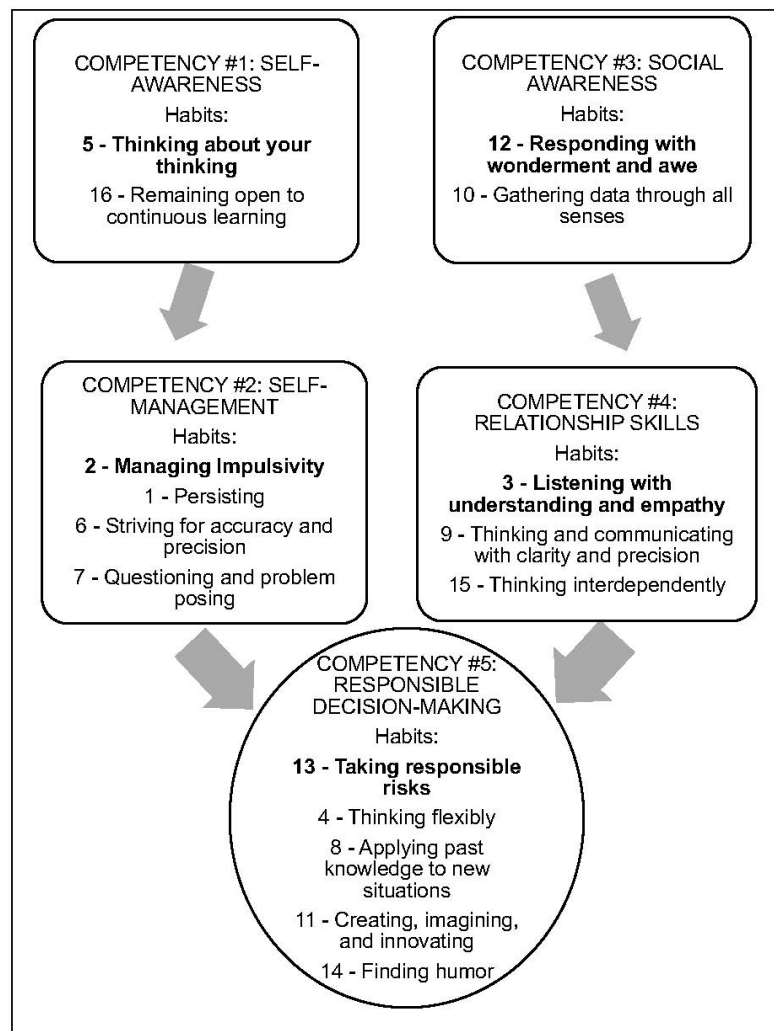 COMPETENCY #1: SELF-
AWARENESS
Habits:
5 - Thinking about your
thinking
16 - Remaining open to
continuous learning
COMPETENCY #3: SOCIAL
AWARENESS
Habits:
12 - Responding with
wonderment and awe
10 - Gathering data through all
senses
COMPETENCY #2: SELF-
MANAGEMENT
Habits:
2 - Managing Impulsivity
1 - Persisting
6 - Striving for accuracy and
precision
7 - Questioning and problem
posing
COMPETENCY #4:
RELATIONSHIP SKILLS
Habits:
3 - Listening with
understanding and empathy
9 - Thinking and communicating
with clarity and precision
15 - Thinking interdependently
COMPETENCY #5:
RESPONSIBLE
DECISION-MAKING
Habits:
13 - Taking responsible
risks
4 - Thinking flexibly
8 - Applying past
knowledge to new
situations
11 - Creating, imagining,
and innovating
14 - Finding humor